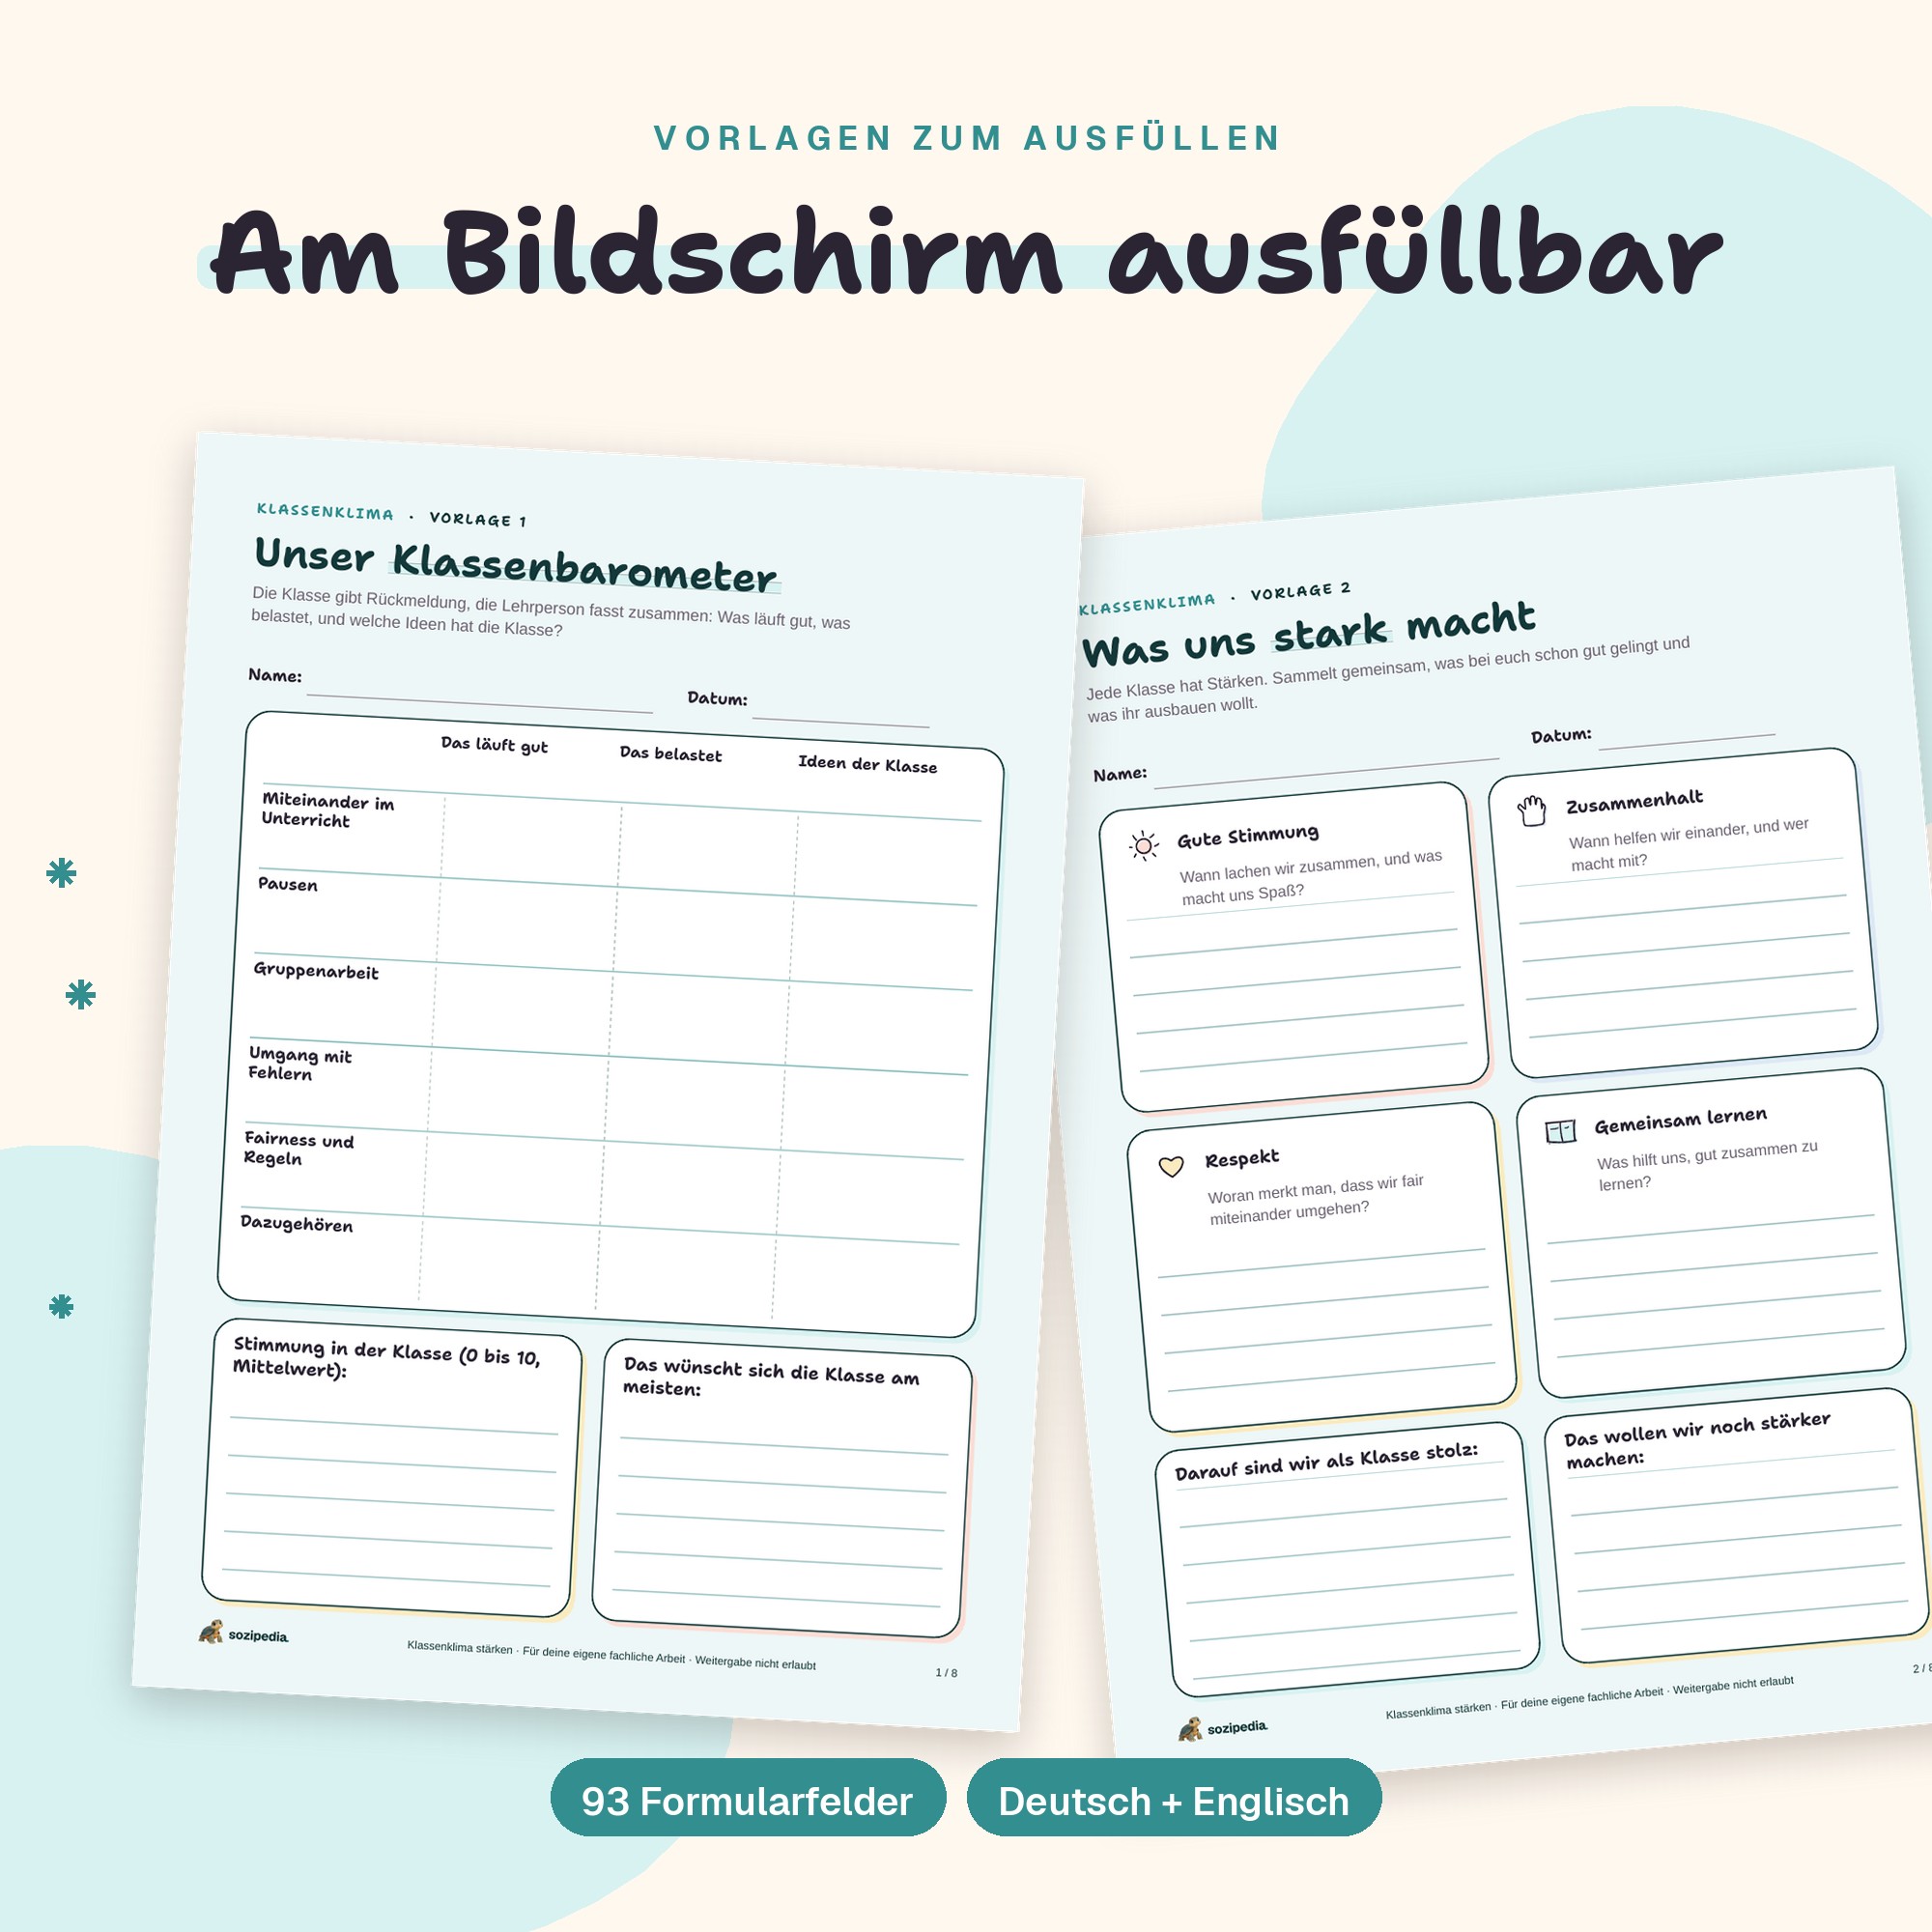 VORLAGEN ZUM AUSFÜLLEN
Am Bildschirm ausfüllbar
KLASSENKLIMA · VORLAGE 1
Unser Klassenbarometer
Die Klasse gibt Rückmeldung, die Lehrperson fasst zusammen: Was läuft gut, was
belastet, und welche Ideen hat die Klasse?
Name:
Datum:
Das läuft gut
Das belastet
Ideen der Klasse
Miteinander im
Unterricht
Pausen
Gruppenarbeit
Umgang mit
Fehlern
Fairness und
Regeln
Dazugehören
Stimmung in der Klasse (0 bis 10,
Mittelwert):
Das wünscht sich die Klasse am
meisten:
sozipedia.
Klassenklima stärken · Für deine eigene fachliche Arbeit · Weitergabe nicht erlaubt
1 / 8
KLASSENKLIMA · VORLAGE 2
Was uns stark macht
Jede Klasse hat Stärken. Sammelt gemeinsam, was bei euch schon gut gelingt und
was ihr ausbauen wollt.
Name:
Datum:
Gute Stimmung
Wann lachen wir zusammen, und was
macht uns Spaß?
Zusammenhalt
Wann helfen wir einander, und wer
macht mit?
Respekt
Woran merkt man, dass wir fair
miteinander umgehen?
Gemeinsam lernen
Was hilft uns, gut zusammen zu
lernen?
Darauf sind wir als Klasse stolz:
Das wollen wir noch stärker
machen:
sozipedia.
Klassenklima stärken · Für deine eigene fachliche Arbeit · Weitergabe nicht erlaubt
2 / 8
93 Formularfelder
Deutsch + Englisch